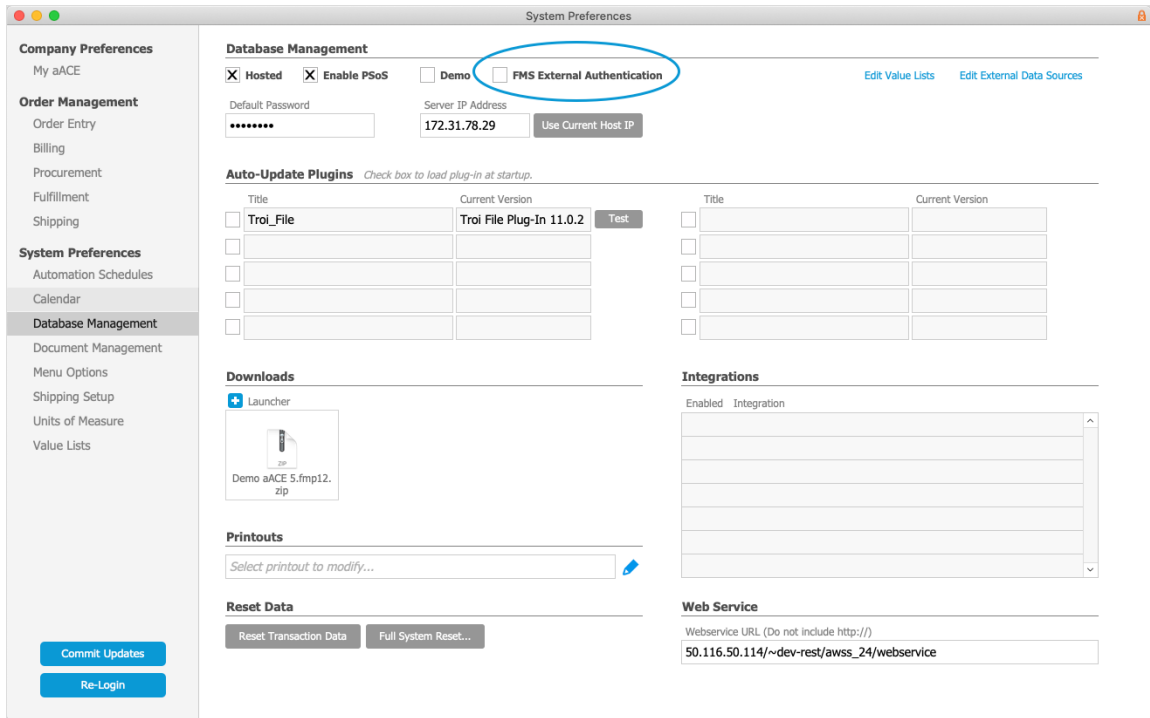 System Preferences
Company Preferences
My aACE
Order Management
Order Entry
Billing
Procurement
Fulfillment
Shipping
System Preferences
Automation Schedules
Calendar
Database Management
Document Management
Menu Options
Shipping Setup
Units of Measure
Value Lists
Commit Updates
Re-Login
Database Management
Hosted Enable PSoS Demo FMS External Authentication Edit Value Lists Edit External Data Sources
Default Password Server IP Address
•••••••• 172.31.78.29 Use Current Host IP
Auto-Update Plugins Check box to load plug-in at startup.
Title Current Version Title Current Version
Troi_File Troi File Plug-In 11.0.2 Test
Downloads
Launcher
ZIP
Demo aACE 5.fmp12.
zip
Integrations
Enabled Integration
Printouts
Select printout to modify...
Reset Data
Reset Transaction Data Full System Reset...
Web Service
Webservice URL (Do not include http://)
50.116.50.114/~dev-rest/awss_24/webservice